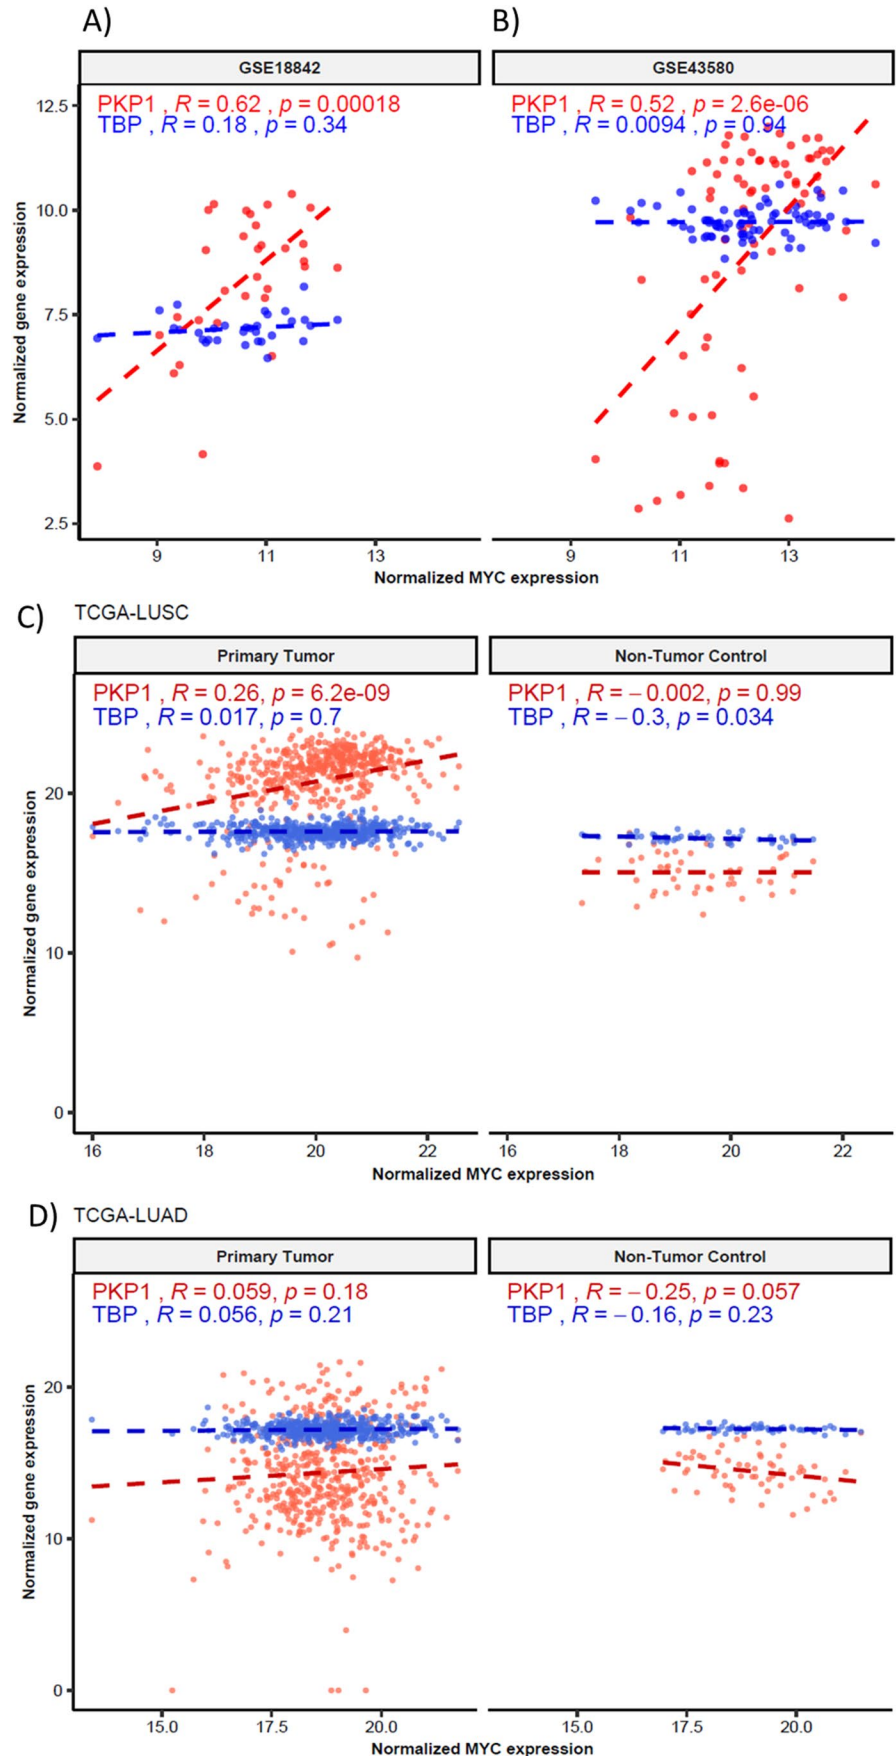 A)
B)
GSE18842
GSE43580
PKP1 , R = 0.62 , p = 0.00018
TBP , R = 0.18 , p = 0.34
PKP1 , R = 0.52 , p = 2.6e-06
TBP , R = 0.0094 , p = 0.94
Normalized gene expression
12.5
10.0
7.5
5.0
2.5
9
11
13
9
11
13
Normalized MYC expression
C)
TCGA-LUSC
Primary Tumor
Non-Tumor Control
PKP1 , R = 0.26, p = 6.2e-09
TBP , R = 0.017, p = 0.7
PKP1 , R = − 0.002, p = 0.99
TBP , R = − 0.3, p = 0.034
Normalized gene expression
20
10
0
16
18
20
22
16
18
20
22
Normalized MYC expression
D)
TCGA-LUAD
Primary Tumor
Non-Tumor Control
PKP1 , R = 0.059, p = 0.18
TBP , R = 0.056, p = 0.21
PKP1 , R = − 0.25, p = 0.057
TBP , R = − 0.16, p = 0.23
Normalized gene expression
20
10
0
15.0
17.5
20.0
15.0
17.5
20.0
Normalized MYC expression